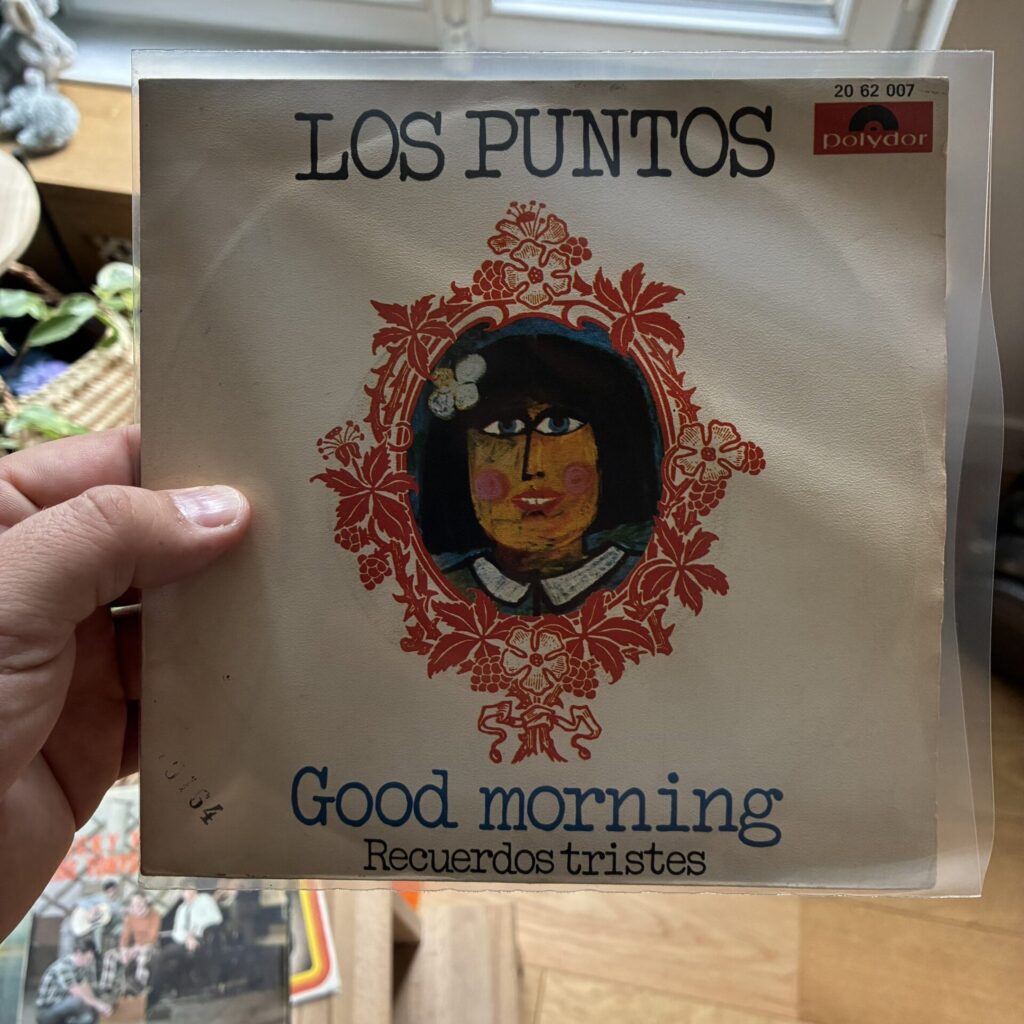 20 62 007
LOS PUNTOS
polydor
Good morning
Recuerdos tristes